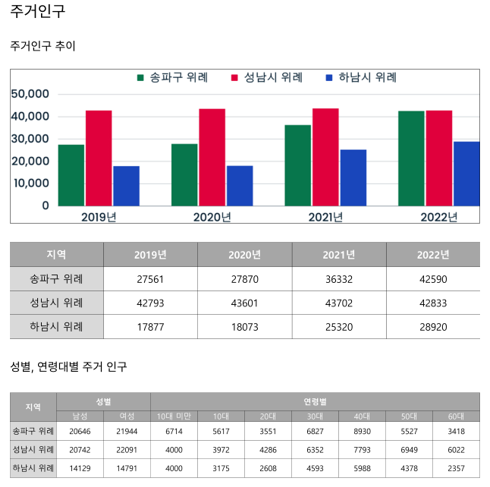 주거인구
주거인구 추이
송파구 위례 성남시 위례 하남시 위례
50,000
40,000
30,000
20,000
10,000
0
2019년 2020년 2021년 2022년
지역 2019년 2020년 2021년 2022년
송파구 위례 27561 27870 36332 42590
성남시 위례 42793 43601 43702 42833
하남시 위례 17877 18073 25320 28920
성별, 연령대별 주거 인구
지역 성별 연령별
남성 여성 10대 미만 10대 20대 30대 40대 50대 60대
송파구 위례 20646 21944 6714 5617 3551 6827 8930 5527 3418
성남시 위례 20742 22091 4000 3972 4286 6352 7793 6949 6022
하남시 위례 14129 14791 4000 3175 2608 4593 5988 4378 2357